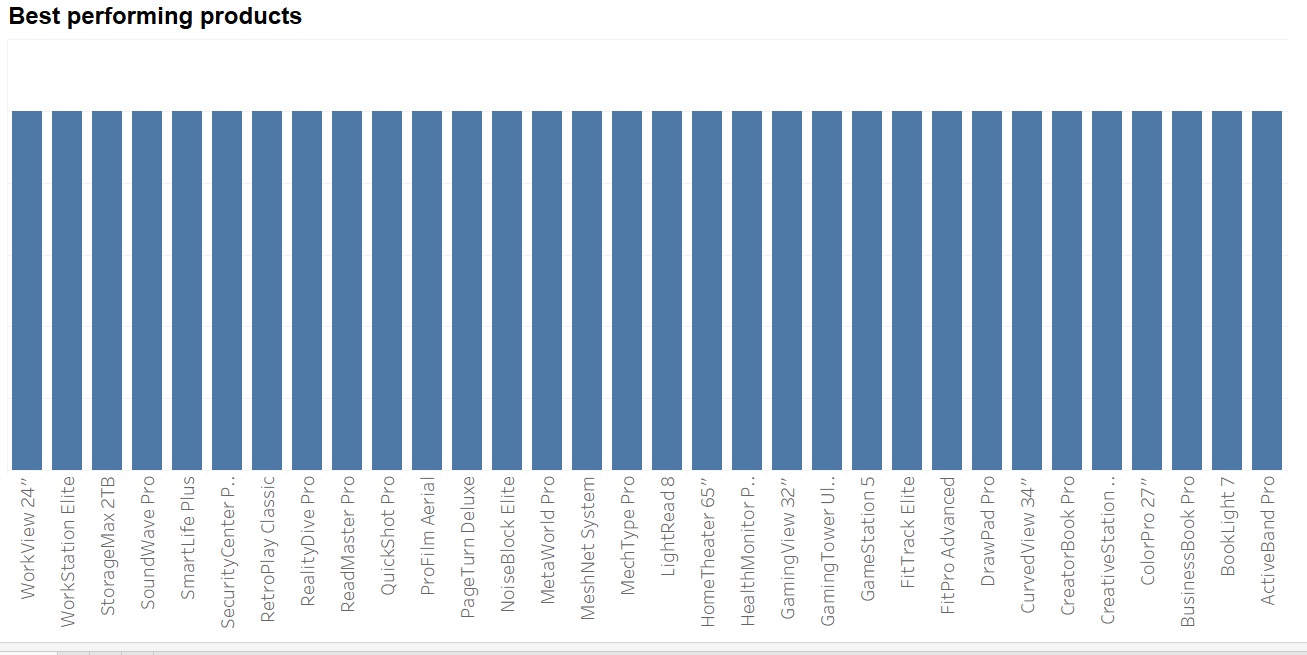 Best performing products
WorkView 24”
WorkStation Elite
StorageMax 2TB
SoundWave Pro
SmartLife Plus
SecurityCenter P..
RetroPlay Classic
RealityDive Pro
ReadMaster Pro
QuickShot Pro
ProFilm Aerial
PageTurn Deluxe
NoiseBlock Elite
MetaWorld Pro
MeshNet System
MechType Pro
LightRead 8
HomeTheater 65”
HealthMonitor P..
GamingView 32”
GamingTower Ul..
GameStation 5
FitTrack Elite
FitPro Advanced
DrawPad Pro
CurvedView 34”
CreatorBook Pro
CreativeStation ..
ColorPro 27”
BusinessBook Pro
BookLight 7
ActiveBand Pro